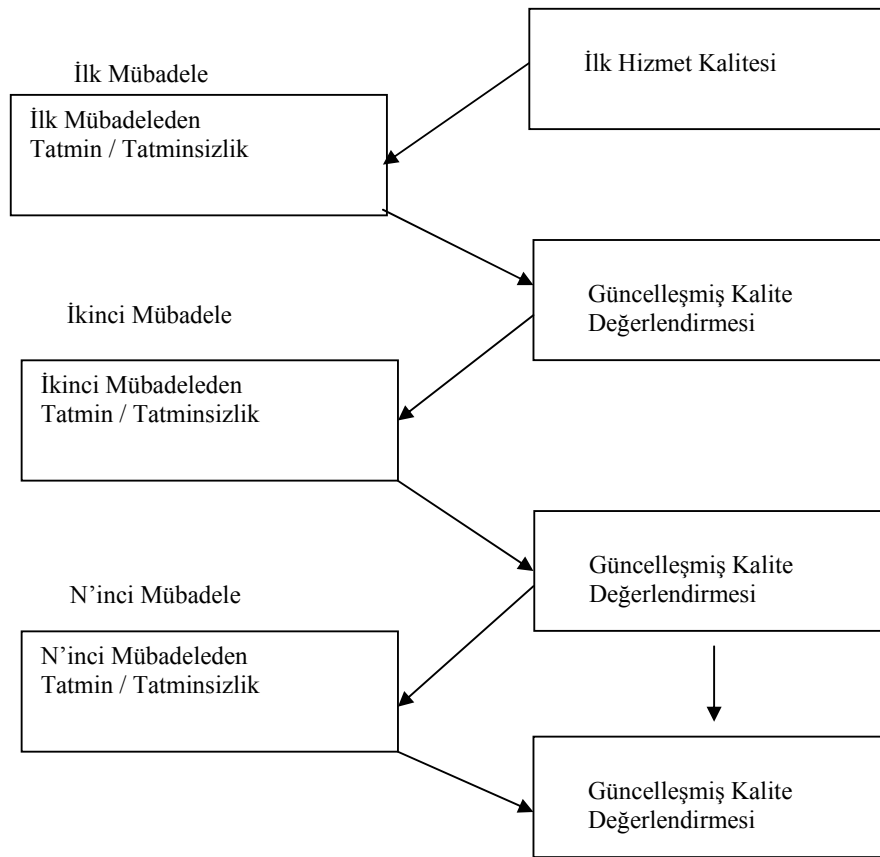 İlk Hizmet Kalitesi
İlk Mübadele
İlk Mübadeleden
Tatmin / Tatminsizlik
Güncelleşmiş Kalite
Değerlendirmesi
İkinci Mübadele
İkinci Mübadeleden
Tatmin / Tatminsizlik
Güncelleşmiş Kalite
Değerlendirmesi
N’inci Mübadele
N’inci Mübadeleden
Tatmin / Tatminsizlik
Güncelleşmiş Kalite
Değerlendirmesi